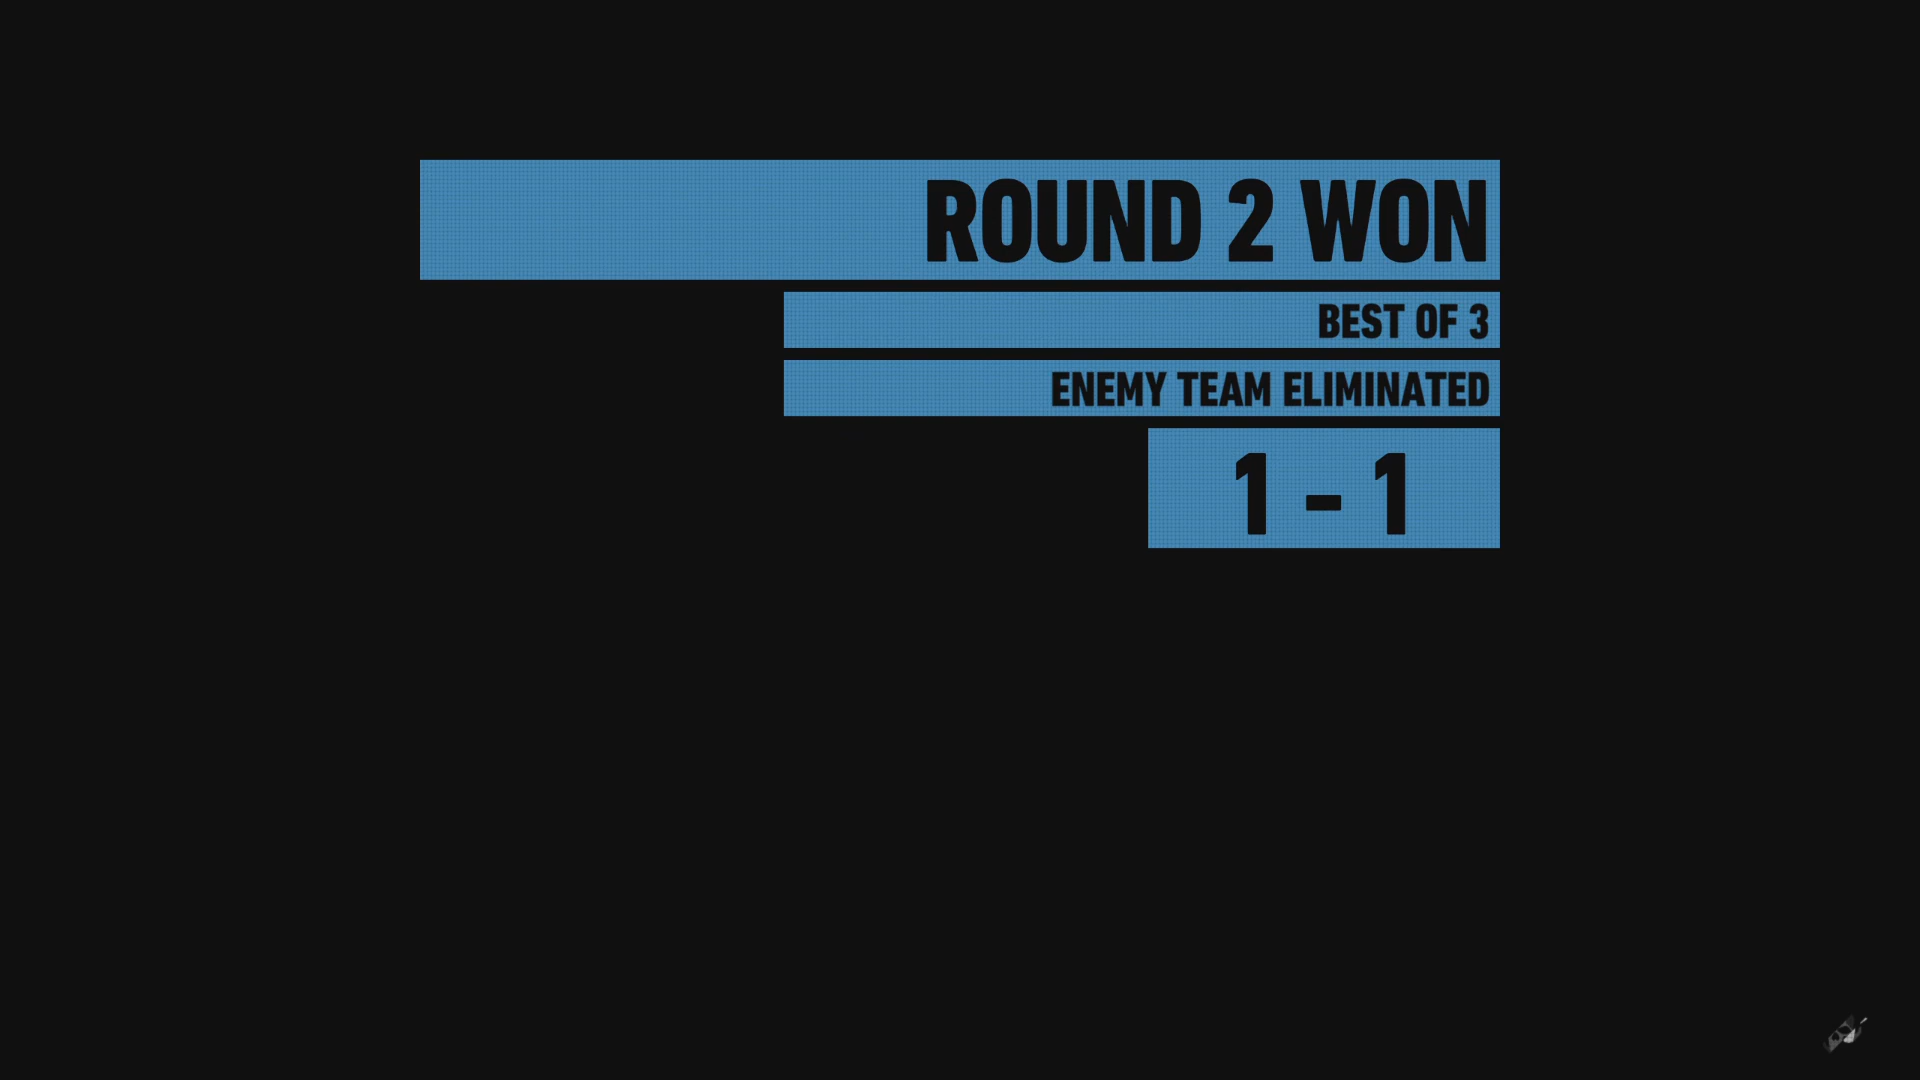 ROUND 2 WON
BEST OF 3
ENEMY TEAM ELIMINATED
1 - 1